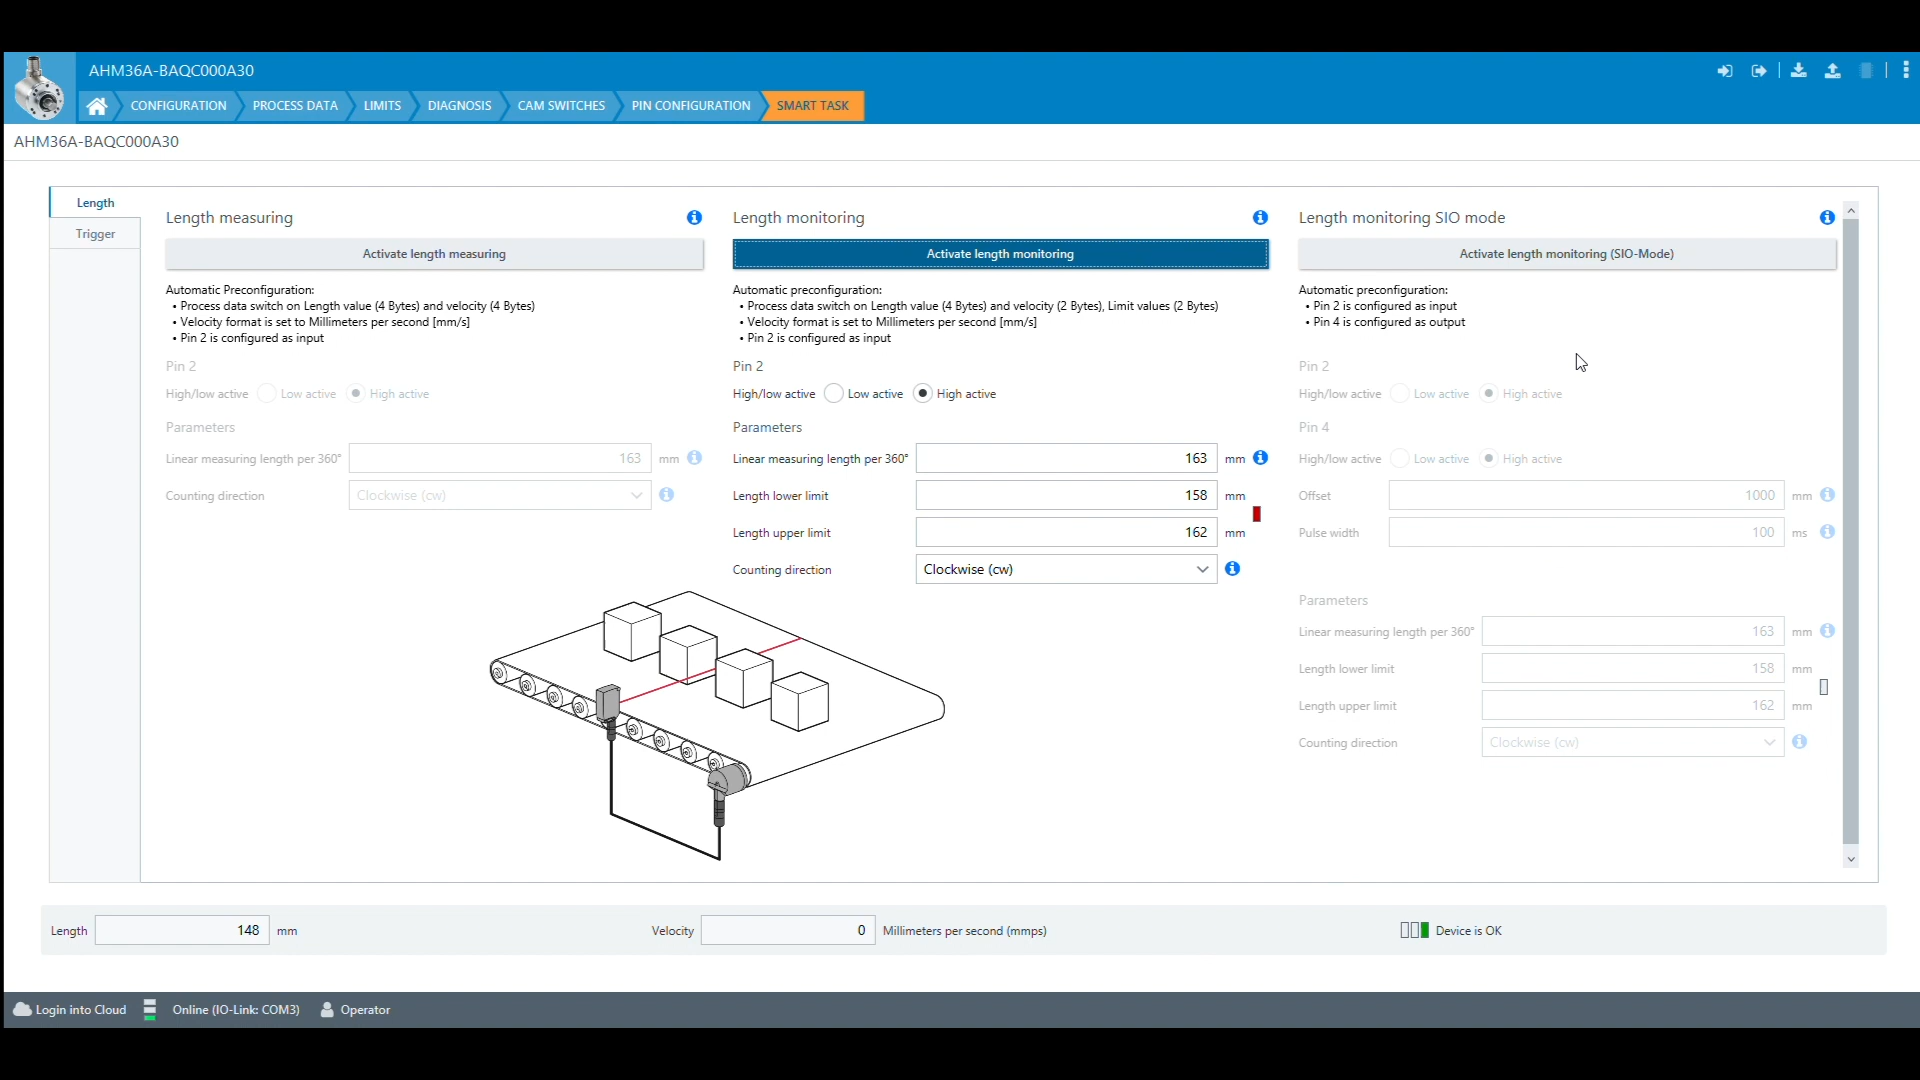 AHM36A-BAQC000A30
CONFIGURATION
PROCESS DATA
LIMITS
DIAGNOSIS
CAM SWITCHES
PIN CONFIGURATION
SMART TASK
AHM36A-BAQC000A30
Length
Trigger
Length measuring
Activate length measuring
Automatic Preconfiguration:
• Process data switch on Length value (4 Bytes) and velocity (4 Bytes)
• Velocity format is set to Millimeters per second [mm/s]
• Pin 2 is configured as input
Pin 2
High/low active Low active High active
Parameters
Linear measuring length per 360° 163 mm
Counting direction Clockwise (cw)
Length monitoring
Activate length monitoring
Automatic preconfiguration:
• Process data switch on Length value (4 Bytes) and velocity (2 Bytes), Limit values (2 Bytes)
• Velocity format is set to Millimeters per second [mm/s]
• Pin 2 is configured as input
Pin 2
High/low active Low active High active
Parameters
Linear measuring length per 360° 163 mm
Length lower limit 158 mm
Length upper limit 162 mm
Counting direction Clockwise (cw)
Length monitoring SIO mode
Activate length monitoring (SIO-Mode)
Automatic preconfiguration:
• Pin 2 is configured as input
• Pin 4 is configured as output
Pin 2
High/low active Low active High active
Pin 4
High/low active Low active High active
Offset 1000 mm
Pulse width 100 ms
Parameters
Linear measuring length per 360° 163 mm
Length lower limit 158 mm
Length upper limit 162 mm
Counting direction Clockwise (cw)
Length 148 mm
Velocity 0 Millimeters per second (mmps)
Device is OK
Login into Cloud
Online (IO-Link: COM3)
Operator